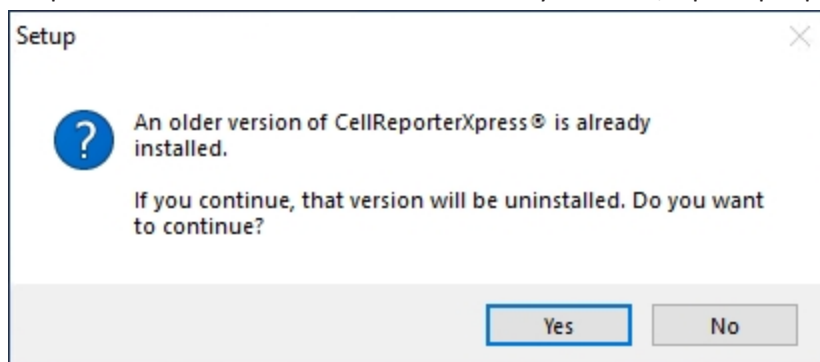 Setup
An older version of CellReporterXpress® is already
installed.
If you continue, that version will be uninstalled. Do you want
to continue?
Yes
No